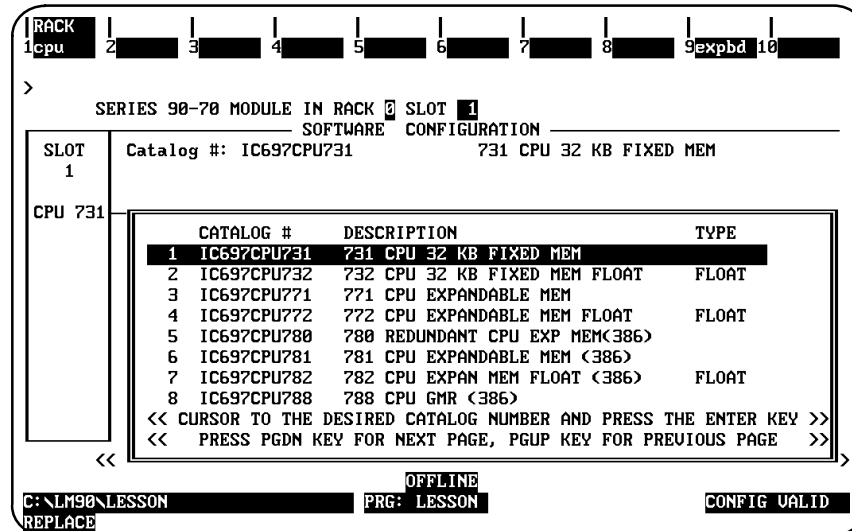 RACK
1cpu 2 3 4 5 6 7 8 9expbd 10
>
SERIES 90-70 MODULE IN RACK 0 SLOT 1
SOFTWARE CONFIGURATION
SLOT Catalog #: IC697CPU731 731 CPU 32 KB FIXED MEM
1
CPU 731
CATALOG # DESCRIPTION TYPE
1 IC697CPU731 731 CPU 32 KB FIXED MEM
2 IC697CPU732 732 32 KB FIXED MEM FLOAT FLOAT
3 IC697CPU771 771 CPU EXPANDABLE MEM
4 IC697CPU772 772 CPU EXPANDABLE MEM FLOAT FLOAT
5 IC697CPU780 780 REDUNDANT CPU EXP MEM(386)
6 IC697CPU781 781 CPU EXPANDABLE MEM (386)
7 IC697CPU782 782 CPU EXPAN MEM FLOAT (386) FLOAT
8 IC697CPU788 788 CPU GMR (386)
<< CURSOR TO THE DESIRED CATALOG NUMBER AND PRESS THE ENTER KEY >>
<< PRESS PGDN KEY FOR NEXT PAGE, PGUP KEY FOR PREVIOUS PAGE >>
<< >
OFFLINE
C:\LM90\LESSON PRG: LESSON CONFIG VALID
REPLACE